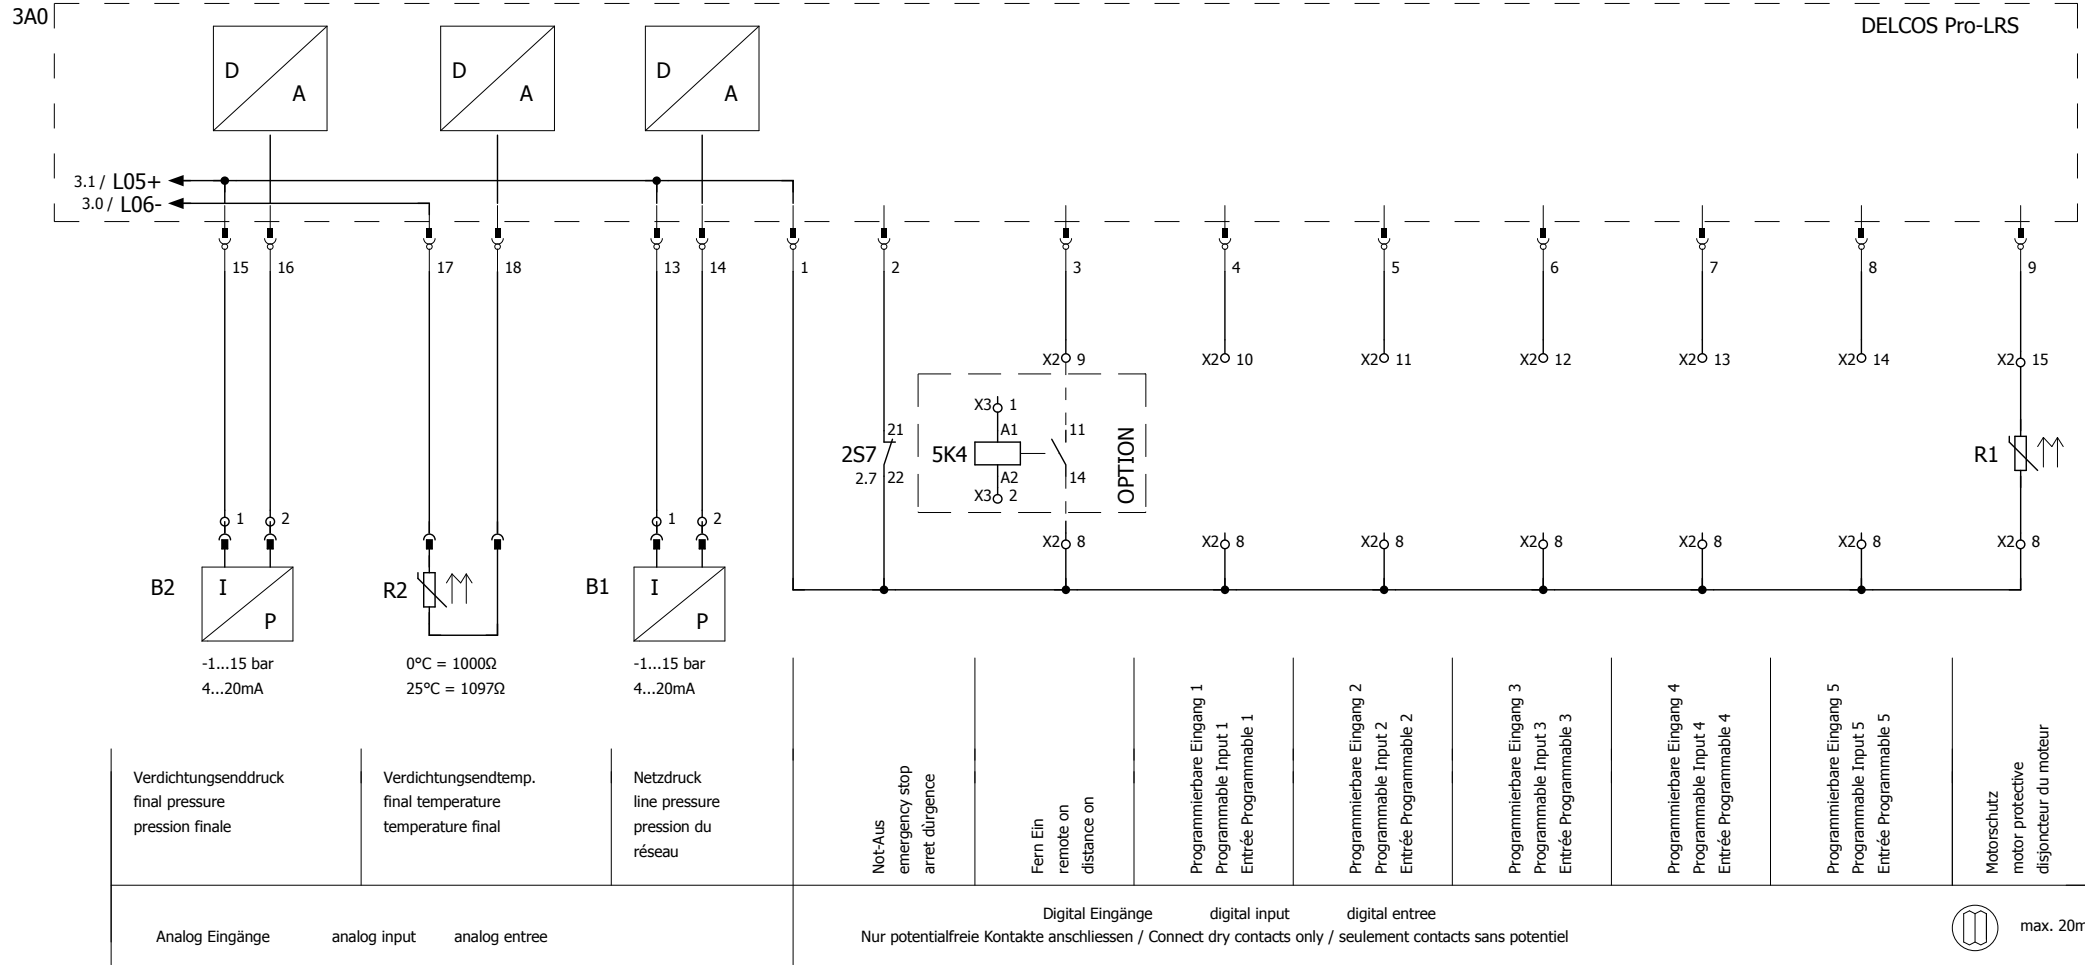 3A0
DELCOS Pro-LRS
D
A
D
A
D
A
3.1 / L05+
3.0 / L06-
15 16 17 18 13 14 1 2 3 4 5 6 7 8 9
X2 9 X2 10 X2 11 X2 12 X2 13 X2 14 X2 15
X3 1
21 A1 11
2S7 5K4 OPTION R1
2.7 22 A2 14
X3 2
1 2 1 2
X2 8 X2 8 X2 8 X2 8 X2 8 X2 8 X2 8
B2 I P
R2
B1 I P
-1...15 bar
4...20mA
0°C = 1000Ω
25°C = 1097Ω
-1...15 bar
4...20mA
Verdichtungsenddruck
final pressure
pression finale
Verdichtungsendtemp.
final temperature
temperature final
Netzdruck
line pressure
pression du
réseau
Not-Aus
emergency stop
arret dùrgence
Fern Ein
remote on
distance on
Programmierbare Eingang 1
Programmable Input 1
Entrée Programmable 1
Programmierbare Eingang 2
Programmable Input 2
Entrée Programmable 2
Programmierbare Eingang 3
Programmable Input 3
Entrée Programmable 3
Programmierbare Eingang 4
Programmable Input 4
Entrée Programmable 4
Programmierbare Eingang 5
Programmable Input 5
Entrée Programmable 5
Motorschutz
motor protective
disjoncteur du moteur
Analog Eingänge analog input analog entree
Digital Eingänge digital input digital entree
Nur potentialfreie Kontakte anschliessen / Connect dry contacts only / seulement contacts sans potentiel
max. 20m